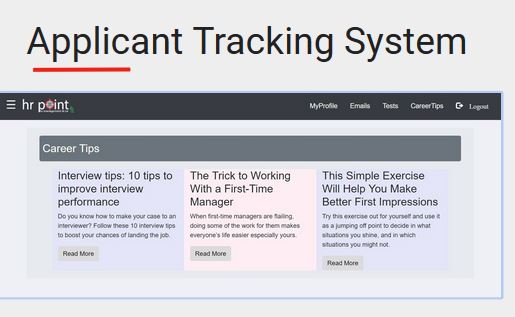 Applicant Tracking System
☰ hr point
MyProfile Emails Tests CareerTips Logout
Career Tips
Interview tips: 10 tips to
improve interview
performance
Do you know how to make your case to an
interviewer? Follow these 10 interview tips
to boost your chances of landing the job.
Read More
The Trick to Working
With a First-Time
Manager
When first-time managers are flailing,
doing some of the work for them makes
everyone's life easier especially yours.
Read More
This Simple Exercise
Will Help You Make
Better First Impressions
Try this exercise out for yourself and use it
as a jumping off point to decide in what
situations you shine, and in which
situations you might not.
Read More